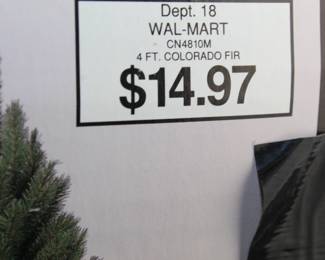 Dept. 18
WAL-MART
CN4810M
4 FT. COLORADO FIR
$14.97